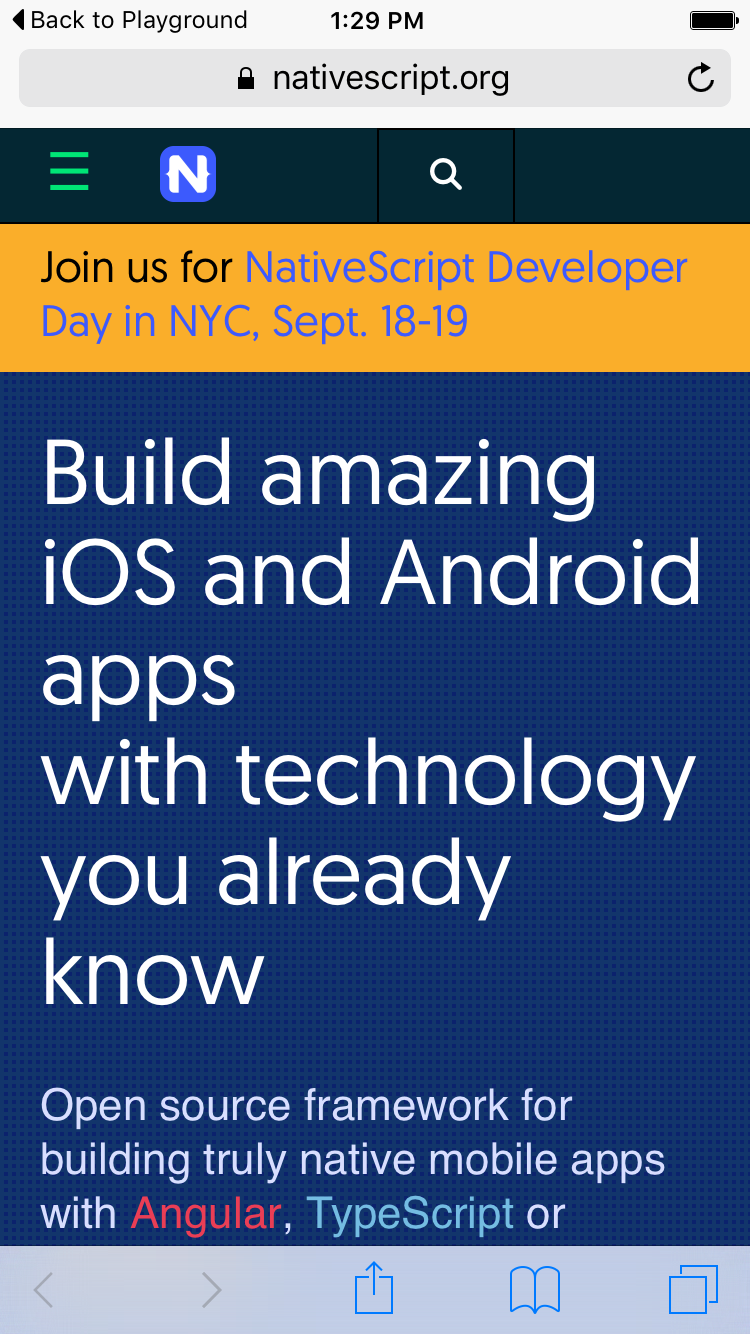 Back to Playground 1:29 PM
nativescript.org
N
Join us for NativeScript Developer
Day in NYC, Sept. 18-19
Build amazing
iOS and Android
apps
with technology
you already
know
Open source framework for
building truly native mobile apps
with Angular, TypeScript or